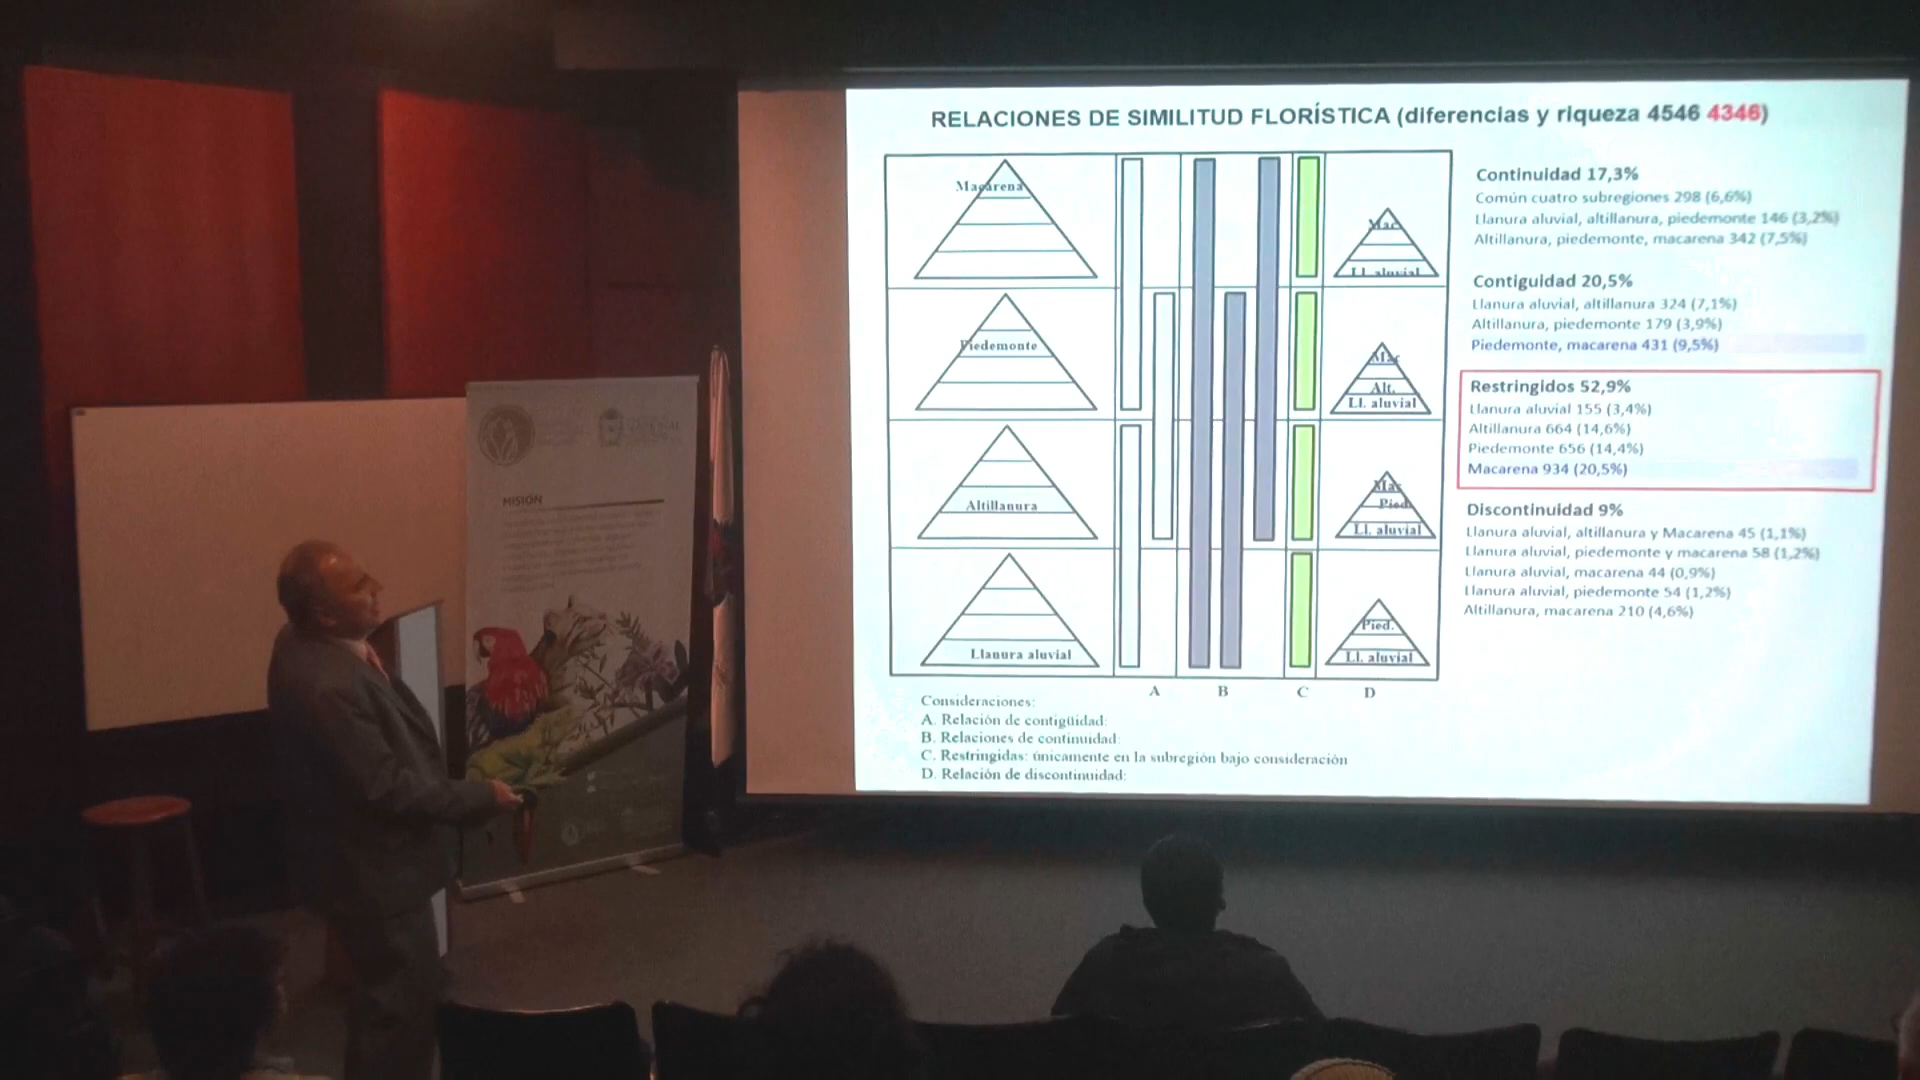 RELACIONES DE SIMILITUD FLORÍSTICA (diferencias y riqueza 4546 4346)
Macarena
Piedemonte
Altillanura
Llanura aluvial
Mac
Ll. aluvial
Mac
Alt.
Ll. aluvial
Mac
Pied.
Ll. aluvial
Pied.
Ll. aluvial
A
B
C
D
Consideraciones:
A. Relación de contigüidad:
B. Relaciones de continuidad:
C. Restringidas: únicamente en la subregión bajo consideración
D. Relación de discontinuidad:
Continuidad 17,3%
Común cuatro subregiones 298 (6,6%)
Llanura aluvial, altillanura, piedemonte 146 (3,2%)
Altillanura, piedemonte, macarena 342 (7,5%)
Contiguidad 20,5%
Llanura aluvial, altillanura 324 (7,1%)
Altillanura, piedemonte 179 (3,9%)
Piedemonte, macarena 431 (9,5%)
Restringidos 52,9%
Llanura aluvial 155 (3,4%)
Altillanura 664 (14,6%)
Piedemonte 656 (14,4%)
Macarena 934 (20,5%)
Discontinuidad 9%
Llanura aluvial, altillanura y Macarena 45 (1,1%)
Llanura aluvial, piedemonte y macarena 58 (1,2%)
Llanura aluvial, macarena 44 (0,9%)
Llanura aluvial, piedemonte 54 (1,2%)
Altillanura, macarena 210 (4,6%)
MISIÓN